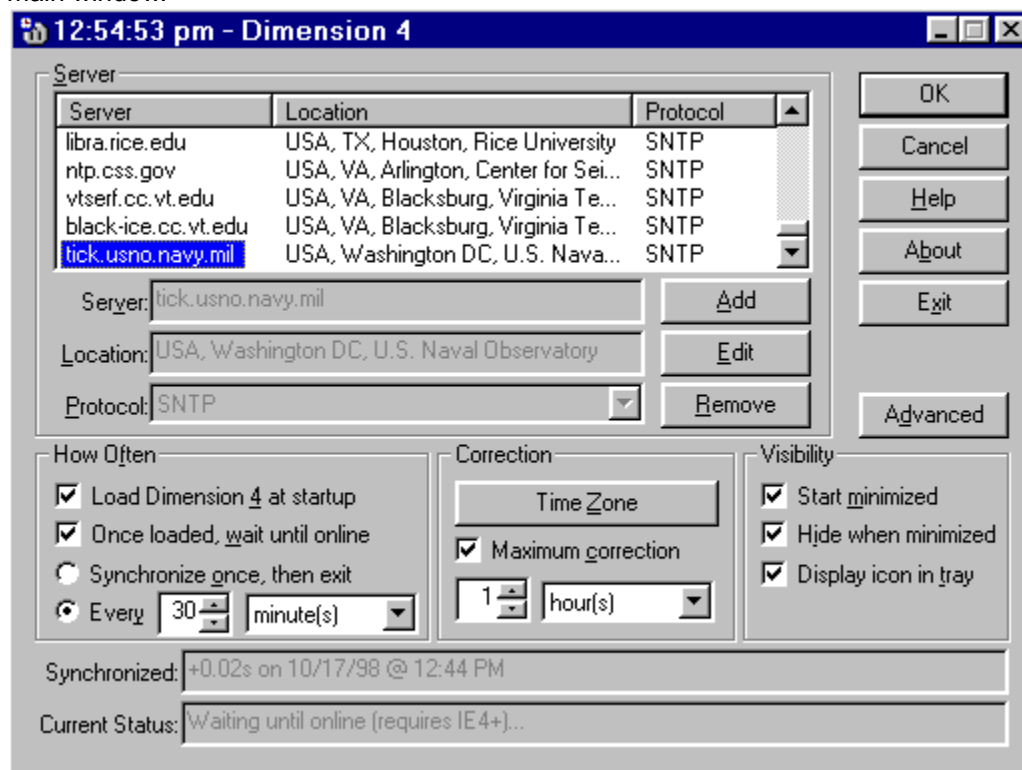 main window.
12:54:53 pm - Dimension 4
Server
Server Location Protocol
libra.rice.edu USA, TX, Houston, Rice University SNTP
ntp.css.gov USA, VA, Arlington, Center for Sei... SNTP
vtserf.cc.vt.edu USA, VA, Blacksburg, Virginia Te... SNTP
black-ice.cc.vt.edu USA, VA, Blacksburg, Virginia Te... SNTP
tick.usno.navy.mil USA, Washington DC, U.S. Nava... SNTP
Server: tick.usno.navy.mil Add
Location: USA, Washington DC, U.S. Naval Observatory Edit
Protocol: SNTP Remove
OK
Cancel
Help
About
Exit
Advanced
How Often
Load Dimension 4 at startup
Once loaded, wait until online
Synchronize once, then exit
Every 30 minute(s)
Correction
Time Zone
Maximum correction
1 hour(s)
Visibility
Start minimized
Hide when minimized
Display icon in tray
Synchronized: +0.02s on 10/17/98 @ 12:44 PM
Current Status: Waiting until online (requires IE4+)...